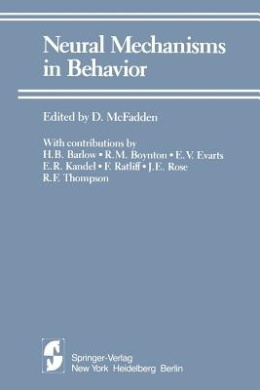 Neural Mechanisms
in Behavior
Edited by D. McFadden
With contributions by
H.B. Barlow • R.M. Boynton • E.V. Evarts
E.R. Kandel • F. Ratliff • J.E. Rose
R.F. Thompson
Springer-Verlag
New York Heidelberg Berlin